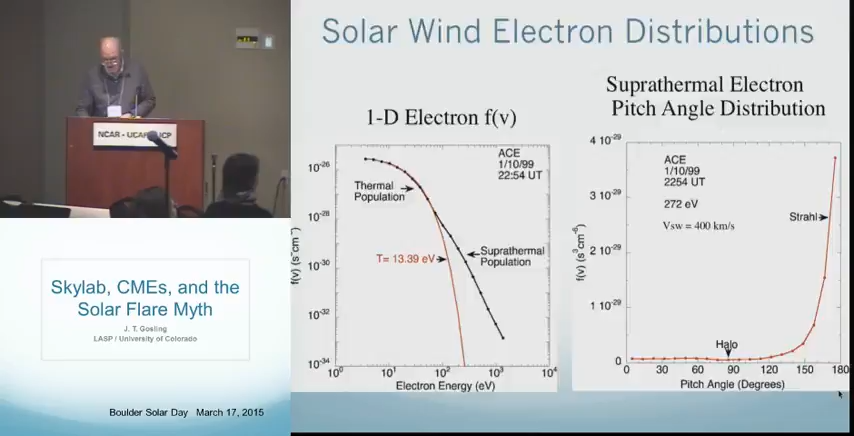 NCAR - UCAR - UCP
Skylab, CMEs, and the
Solar Flare Myth
J. T. Gosling
LASP / University of Colorado
Boulder Solar Day March 17, 2015
Solar Wind Electron Distributions
1-D Electron f(v)
ACE
1/10/99
22:54 UT
Thermal
Population
Suprathermal
Population
T= 13.39 eV
f(v) (s³cm⁻⁶)
10⁻²⁶
10⁻²⁸
10⁻³⁰
10⁻³²
10⁻³⁴
10⁰
10¹
10²
10³
10⁴
Electron Energy (eV)
Suprathermal Electron
Pitch Angle Distribution
ACE
1/10/99
2254 UT
272 eV
Vsw = 400 km/s
Strahl
Halo
f(v) (s³cm⁻⁶)
4 10⁻²⁹
3 10⁻²⁹
2 10⁻²⁹
1 10⁻²⁹
0
0 30 60 90 120 150 180
Pitch Angle (Degrees)